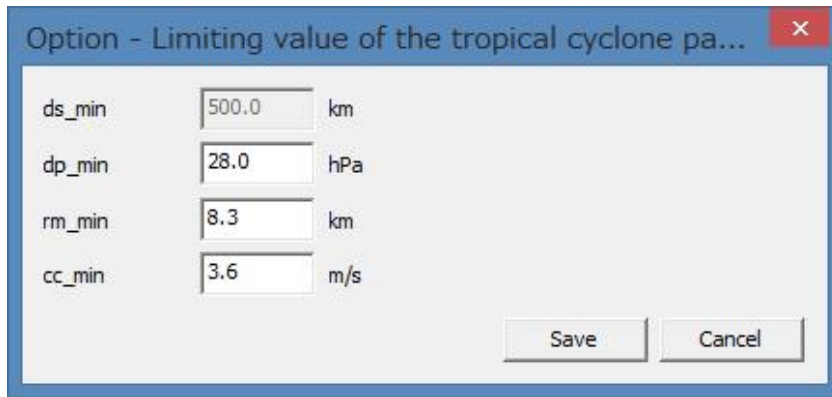 Option - Limiting value of the tropical cyclone pa...
ds_min 500.0 km
dp_min 28.0 hPa
rm_min 8.3 km
cc_min 3.6 m/s
Save Cancel